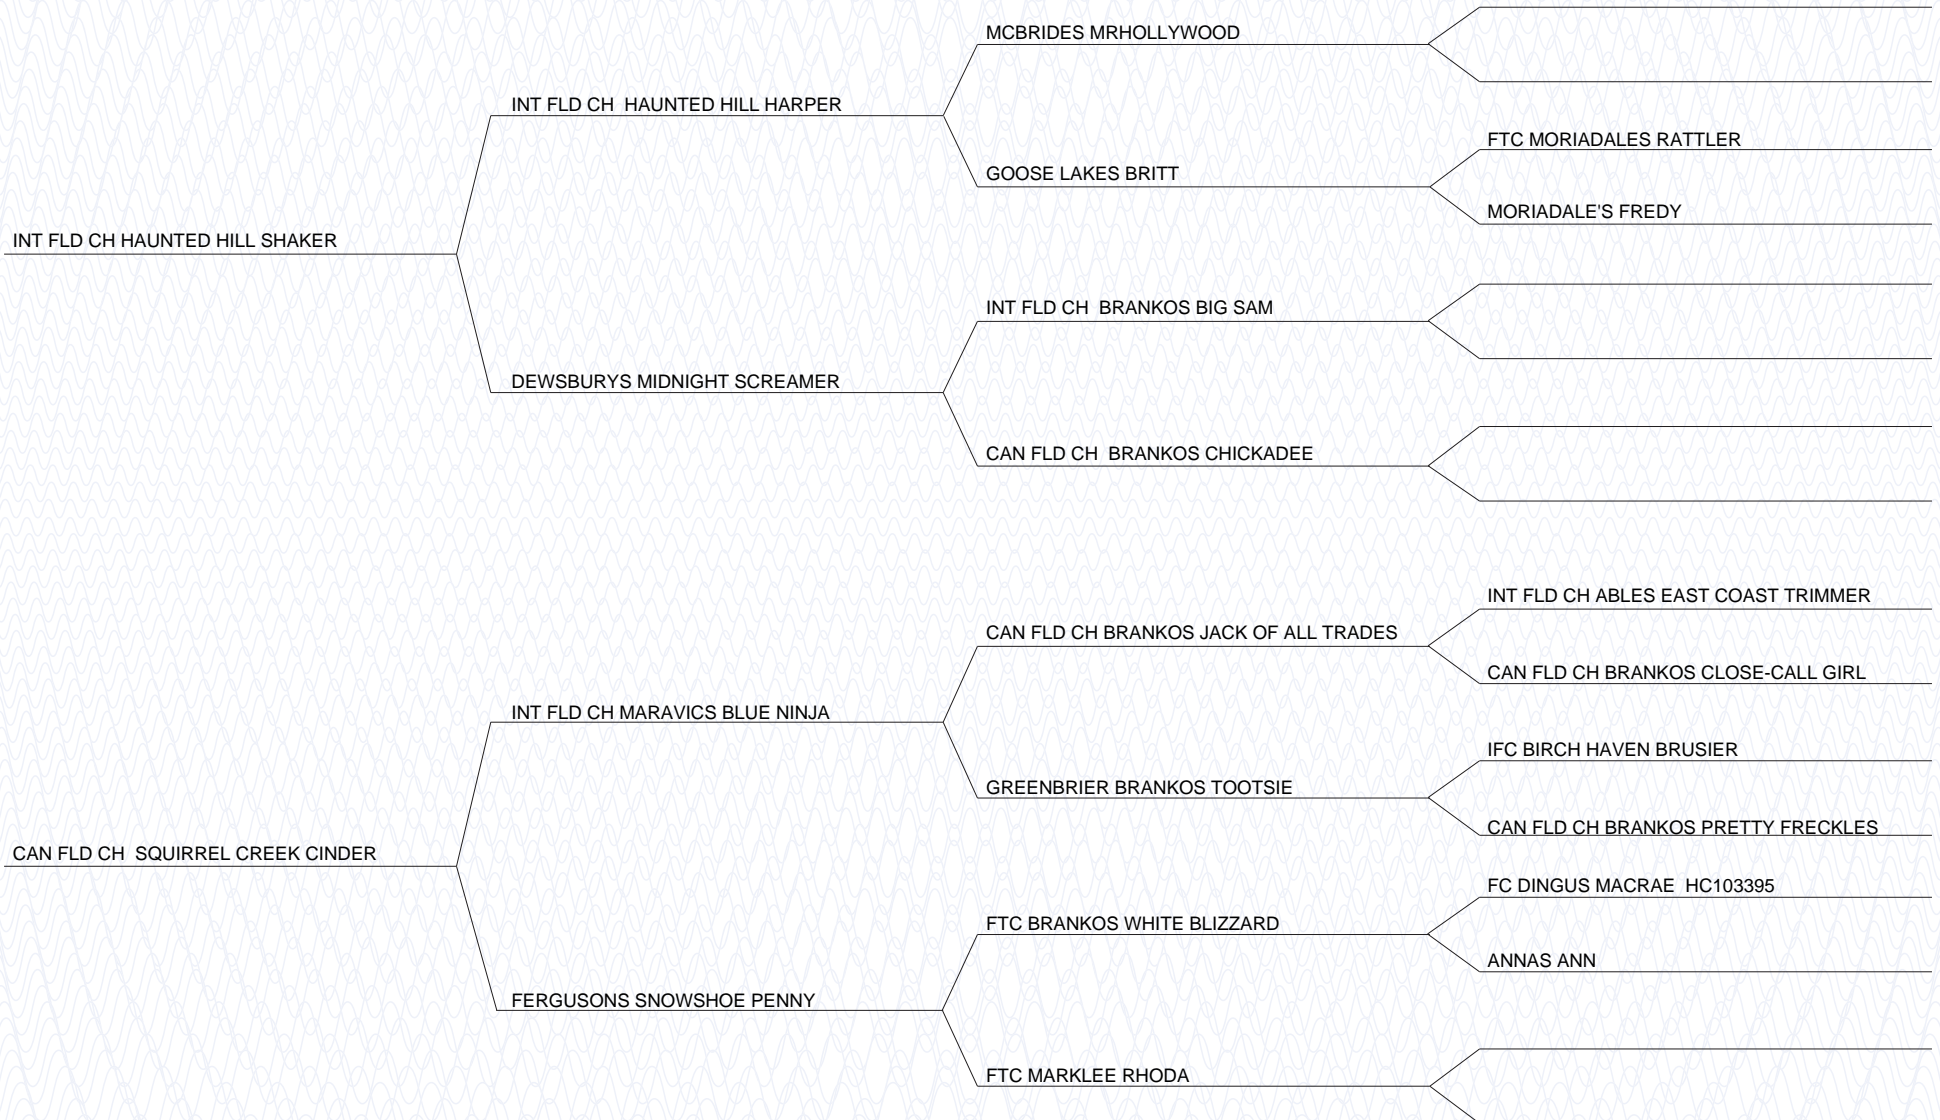 MCBRIDES MRHOLLYWOOD
INT FLD CH  HAUNTED HILL HARPER
FTC MORIADALES RATTLER
GOOSE LAKES BRITT
MORIADALE'S FREDY
INT FLD CH HAUNTED HILL SHAKER
INT FLD CH  BRANKOS BIG SAM
DEWSBURYS MIDNIGHT SCREAMER
CAN FLD CH  BRANKOS CHICKADEE
INT FLD CH ABLES EAST COAST TRIMMER
CAN FLD CH BRANKOS JACK OF ALL TRADES
CAN FLD CH BRANKOS CLOSE-CALL GIRL
INT FLD CH MARAVICS BLUE NINJA
IFC BIRCH HAVEN BRUSIER
GREENBRIER BRANKOS TOOTSIE
CAN FLD CH BRANKOS PRETTY FRECKLES
CAN FLD CH  SQUIRREL CREEK CINDER
FC DINGUS MACRAE  HC103395
FTC BRANKOS WHITE BLIZZARD
ANNAS ANN
FERGUSONS SNOWSHOE PENNY
FTC MARKLEE RHODA